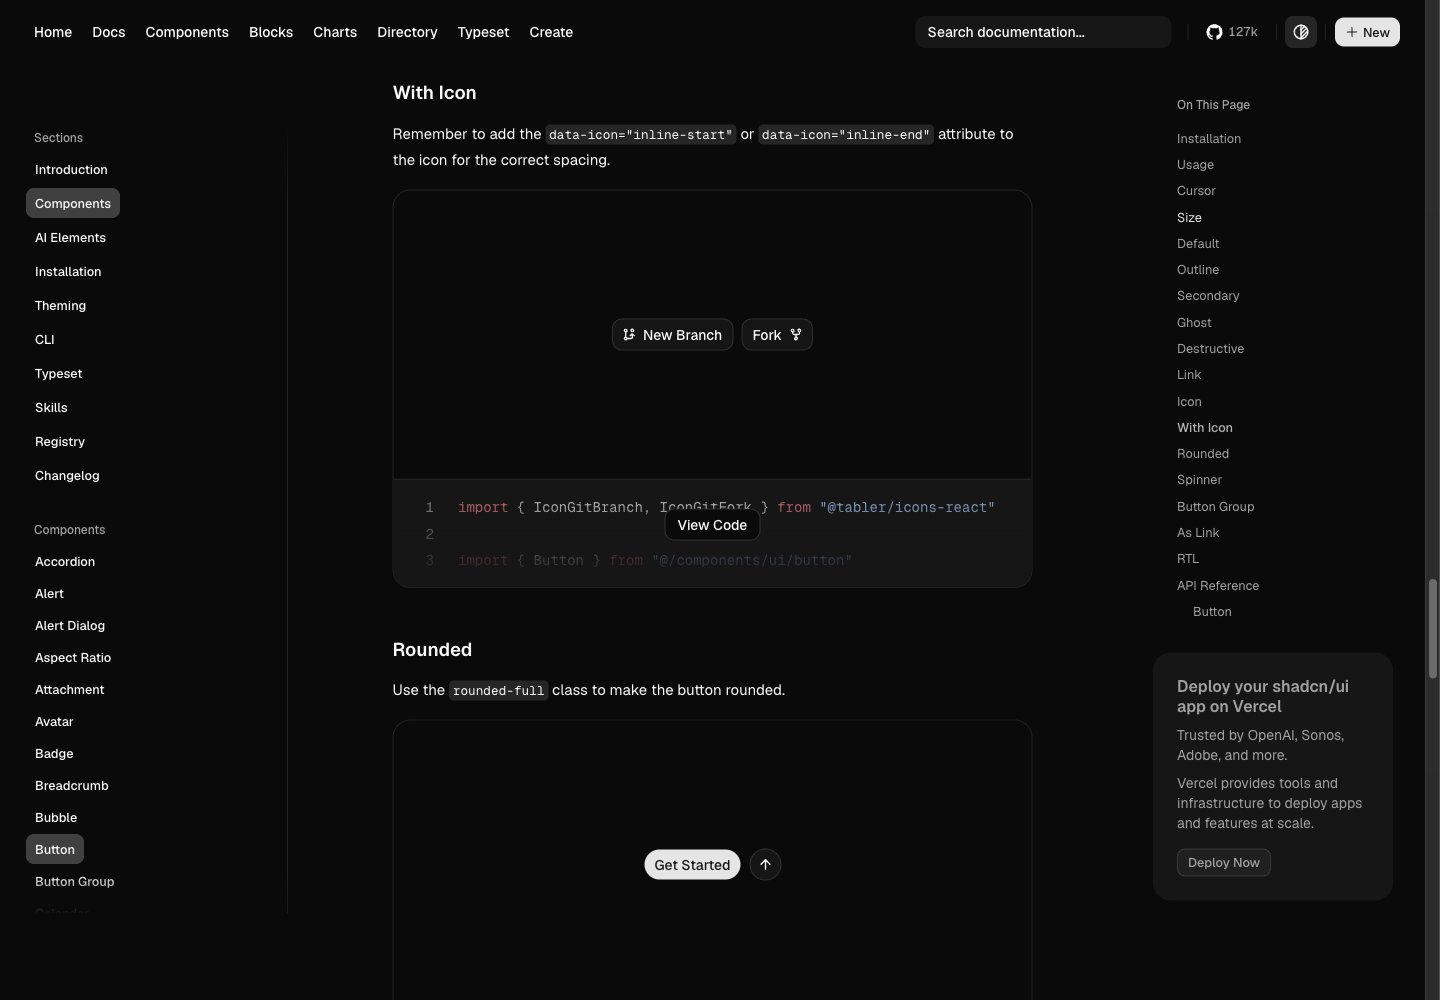 Home Docs Components Blocks Charts Directory Typeset Create
Search documentation...
127k
New
Sections
Introduction
Components
AI Elements
Installation
Theming
CLI
Typeset
Skills
Registry
Changelog
Components
Accordion
Alert
Alert Dialog
Aspect Ratio
Attachment
Avatar
Badge
Breadcrumb
Bubble
Button
Button Group
Calendar
With Icon
Remember to add the data-icon="inline-start" or data-icon="inline-end" attribute to
the icon for the correct spacing.
New Branch
Fork
1 import { IconGitBranch, IconGitFork } from "@tabler/icons-react"
View Code
2
3 import { Button } from "@/components/ui/button"
Rounded
Use the rounded-full class to make the button rounded.
Get Started
On This Page
Installation
Usage
Cursor
Size
Default
Outline
Secondary
Ghost
Destructive
Link
Icon
With Icon
Rounded
Spinner
Button Group
As Link
RTL
API Reference
Button
Deploy your shadcn/ui
app on Vercel
Trusted by OpenAI, Sonos,
Adobe, and more.
Vercel provides tools and
infrastructure to deploy apps
and features at scale.
Deploy Now